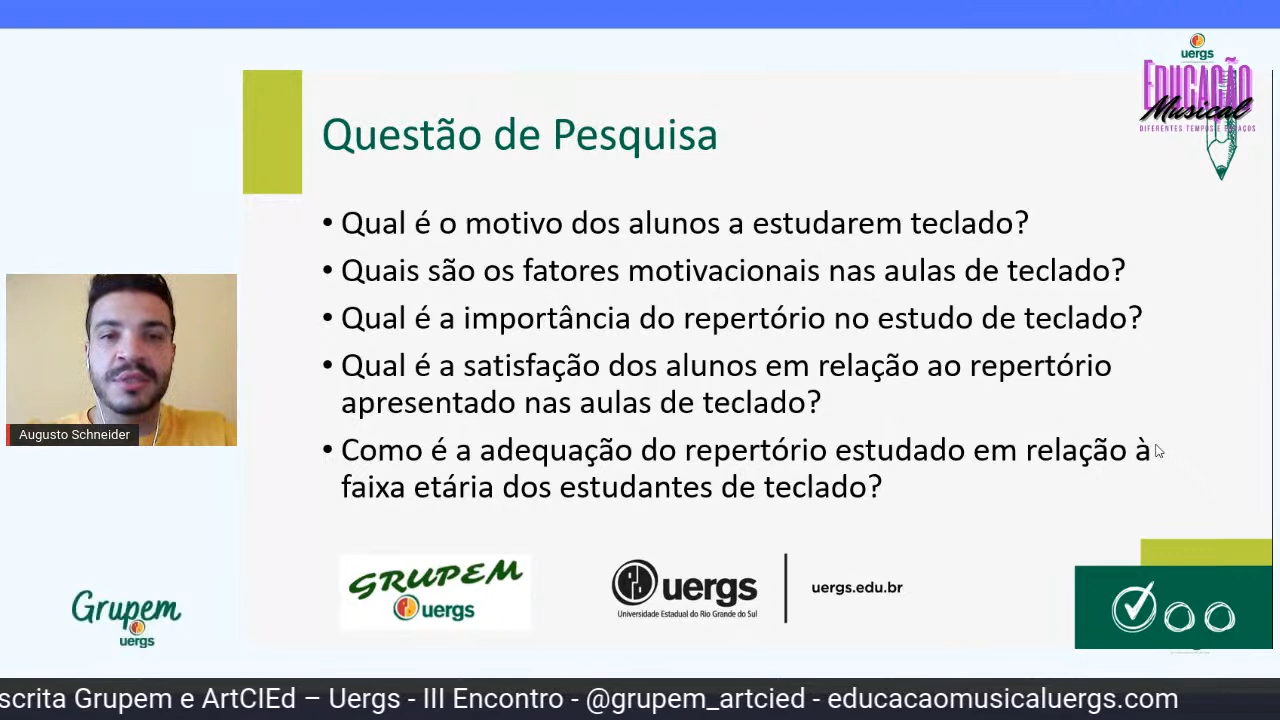 uergs
EDUCAÇÃO
Musical
DIFERENTES TEMPOS E ESPAÇOS
Questão de Pesquisa
• Qual é o motivo dos alunos a estudarem teclado?
• Quais são os fatores motivacionais nas aulas de teclado?
• Qual é a importância do repertório no estudo de teclado?
• Qual é a satisfação dos alunos em relação ao repertório
apresentado nas aulas de teclado?
• Como é a adequação do repertório estudado em relação à
faixa etária dos estudantes de teclado?
Augusto Schneider
GRUPEM
uergs
uergs
Universidade Estadual do Rio Grande do Sul
uergs.edu.br
Grupem
uergs
scrita Grupem e ArtCIEd – Uergs - III Encontro - @grupem_artcied - educacaomusicaluergs.com